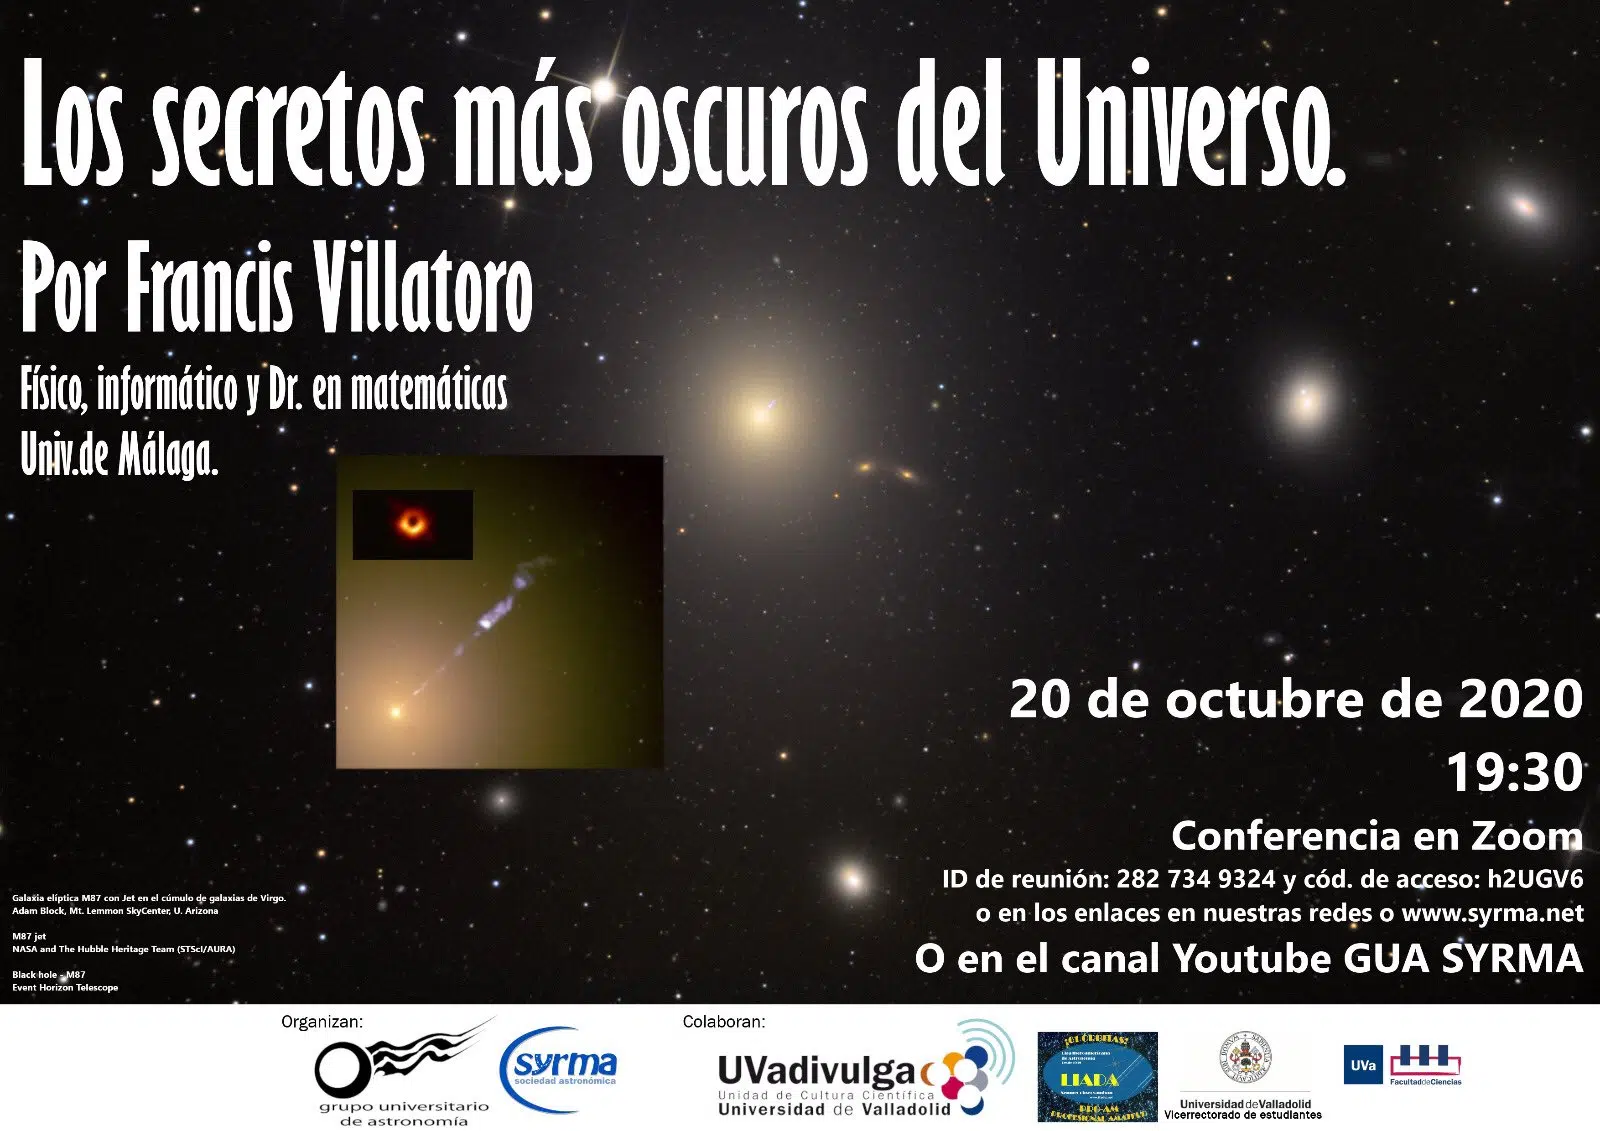 Los secretos más oscuros del Universo.
Por Francis Villatoro
Físico, informático y Dr. en matemáticas
Univ.de Málaga.
20 de octubre de 2020
19:30
Conferencia en Zoom
ID de reunión: 282 734 9324 y cód. de acceso: h2UGV6
o en los enlaces en nuestras redes o www.syrma.net
O en el canal Youtube GUA SYRMA
Galaxia elíptica M87 con Jet en el cúmulo de galaxias de Virgo.
Adam Block, Mt. Lemmon SkyCenter, U. Arizona
M87 jet
NASA and The Hubble Heritage Team (STScI/AURA)
Black hole - M87
Event Horizon Telescope
Organizan:
grupo universitario
de astronomía
syrma
sociedad astronómica
Colaboran:
UVadivulga
Unidad de Cultura Científica
Universidad de Valladolid
LIADA
PRO-AM
Universidad de Valladolid
Vicerrectorado de estudiantes
UVa
Facultad de Ciencias